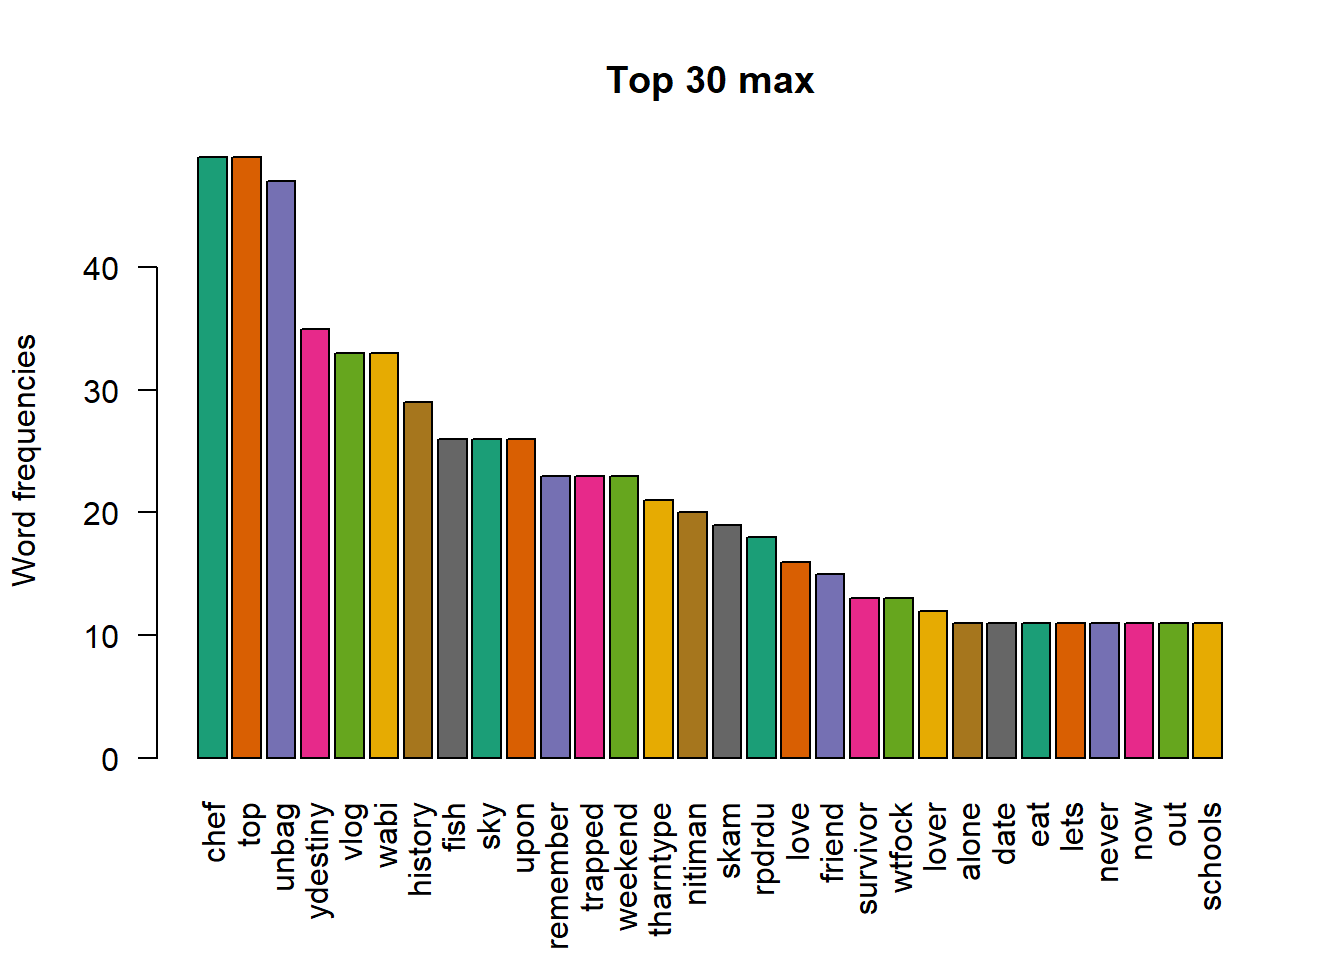 Top 30 max
Word frequencies
40
30
20
10
0
chef
top
unbag
ydestiny
vlog
wabi
history
fish
sky
upon
remember
trapped
weekend
tharntype
nitiman
skam
rpdrdu
love
friend
survivor
wtfock
lover
alone
date
eat
lets
never
now
out
schools